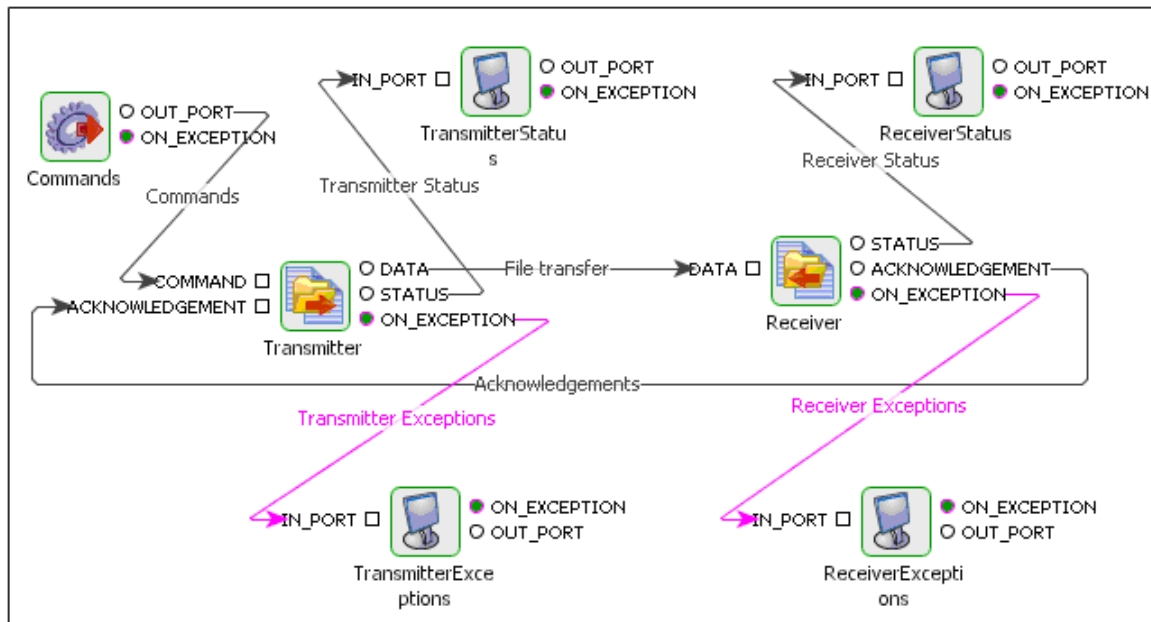 IN_PORT
OUT_PORT
ON_EXCEPTION
TransmitterStatu
s
IN_PORT
OUT_PORT
ON_EXCEPTION
ReceiverStatus
OUT_PORT
ON_EXCEPTION
Commands
Commands
Transmitter Status
Receiver Status
COMMAND
ACKNOWLEDGEMENT
DATA
STATUS
ON_EXCEPTION
Transmitter
File transfer
DATA
STATUS
ACKNOWLEDGEMENT
ON_EXCEPTION
Receiver
Acknowledgements
Transmitter Exceptions
Receiver Exceptions
IN_PORT
ON_EXCEPTION
OUT_PORT
TransmitterExce
ptions
IN_PORT
ON_EXCEPTION
OUT_PORT
ReceiverExcepti
ons